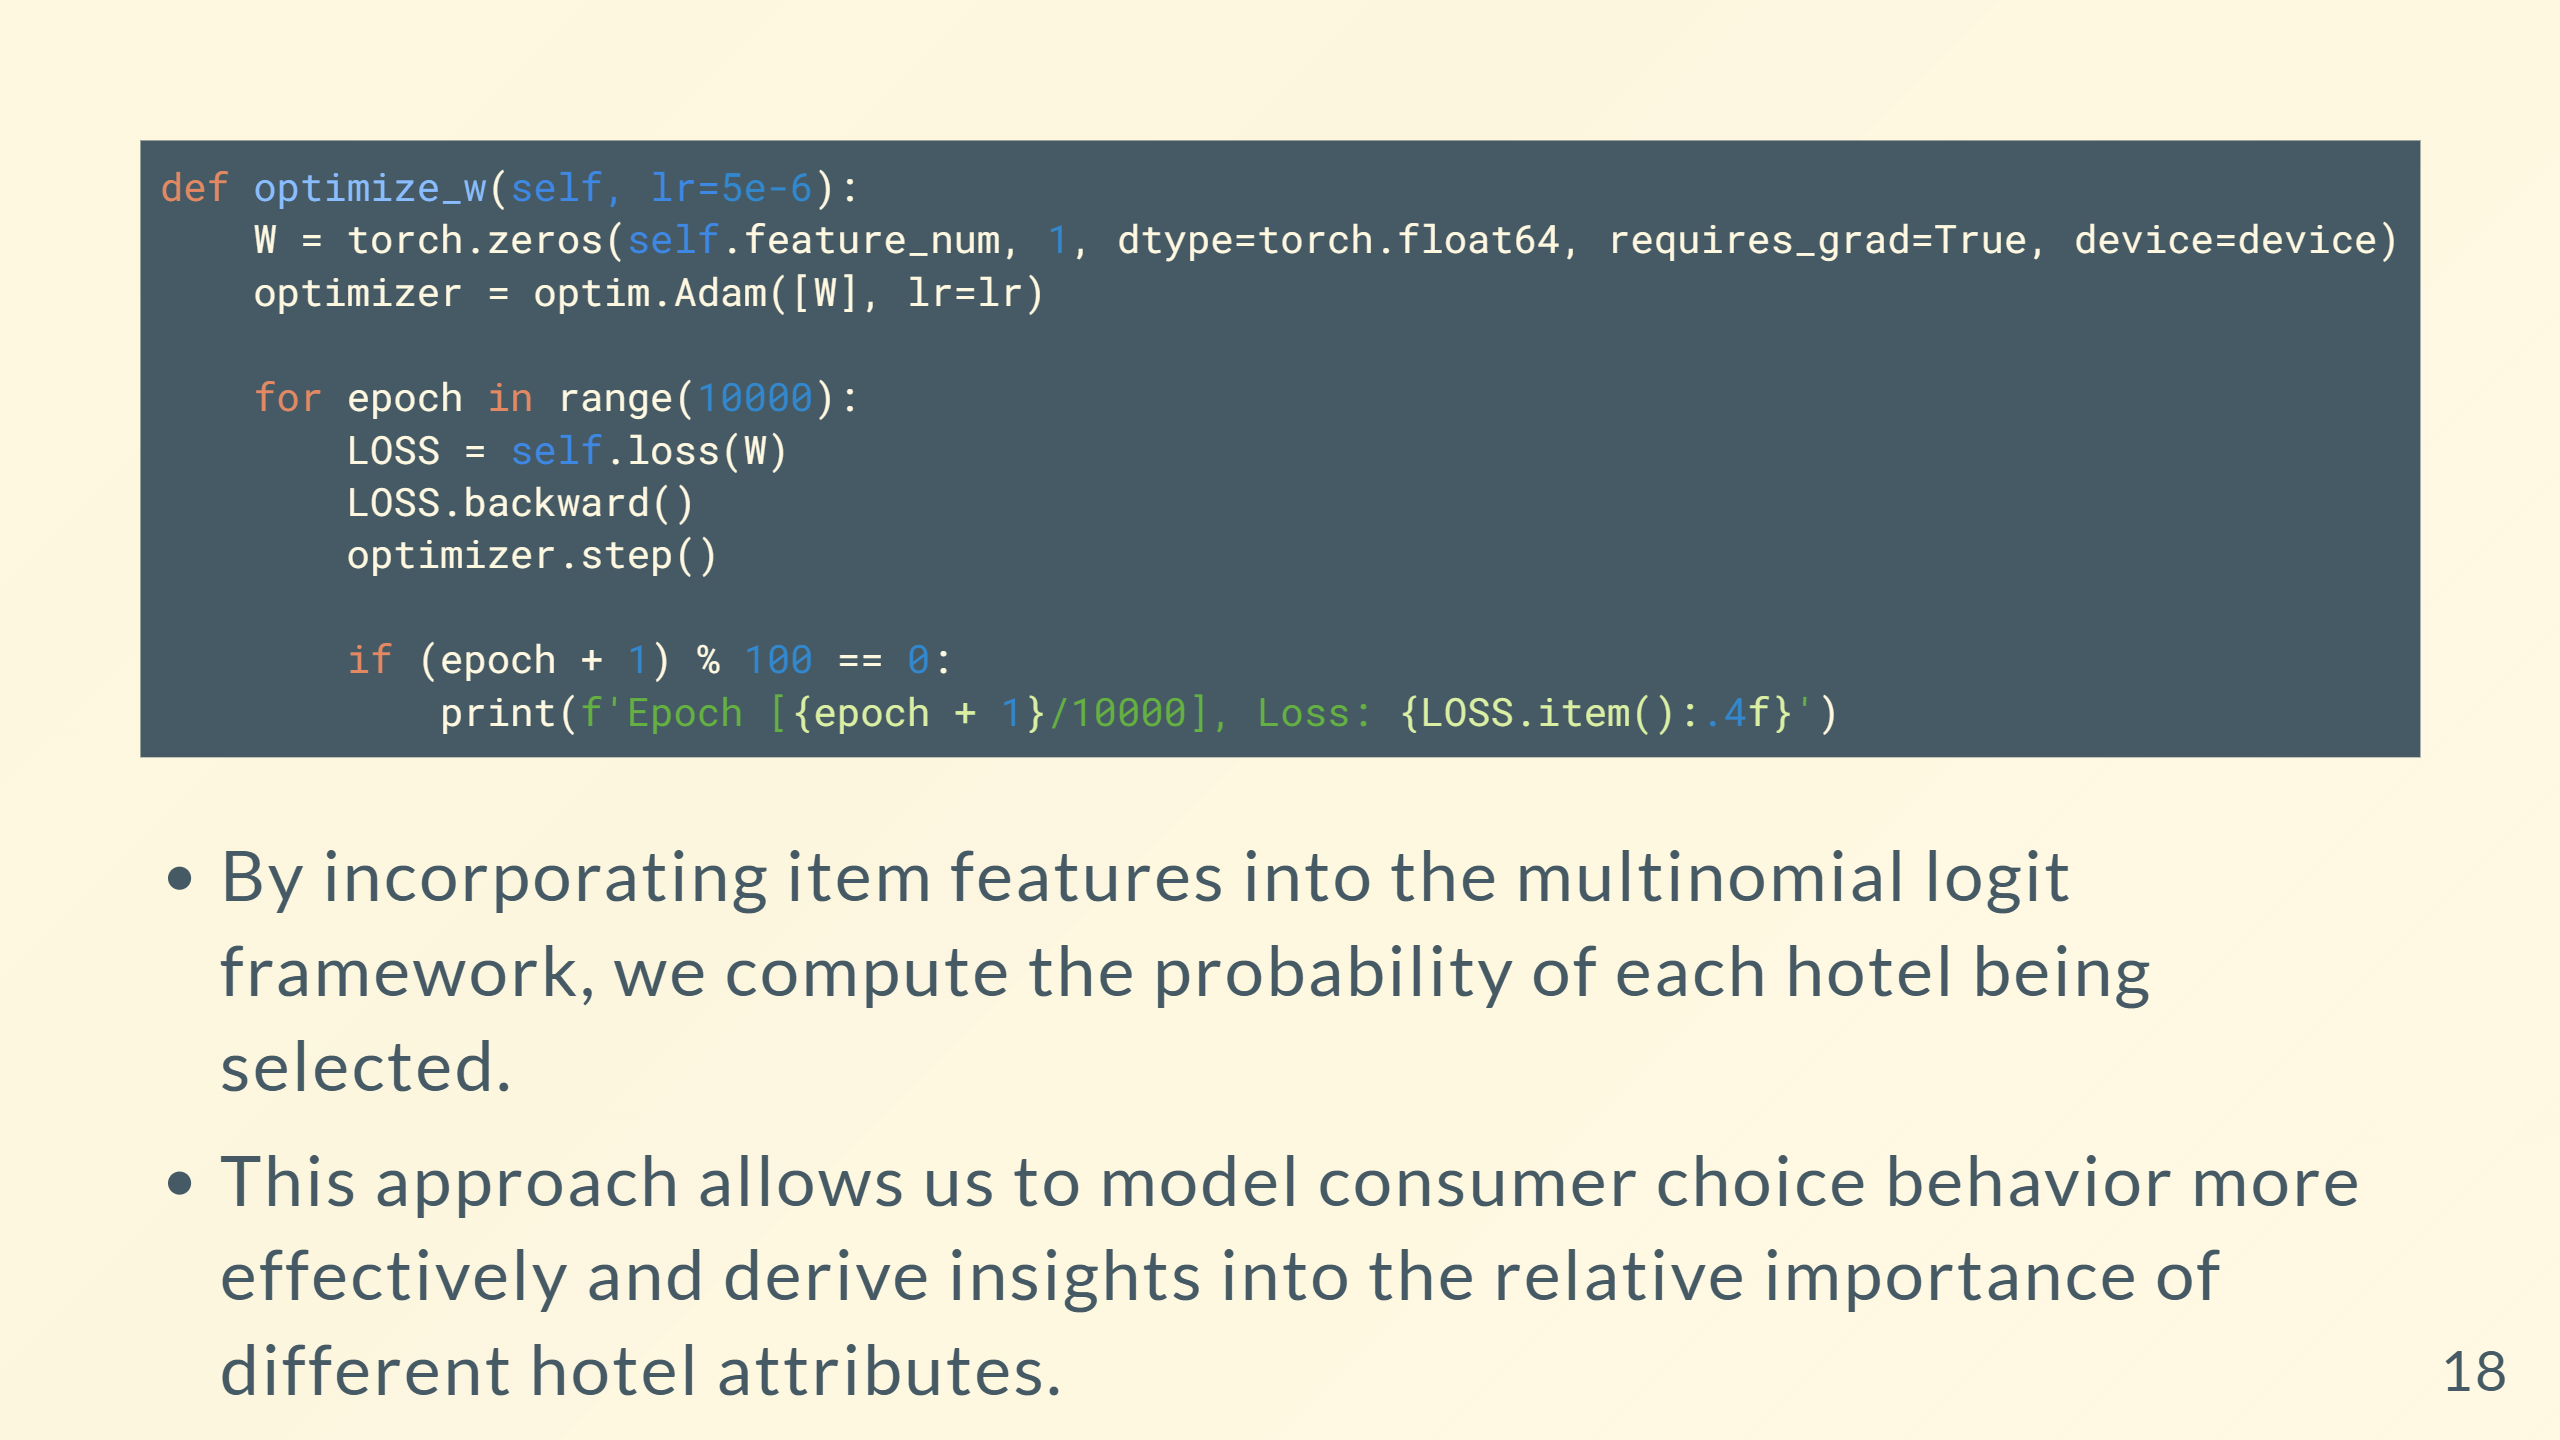 def optimize_w(self, lr=5e-6):
    W = torch.zeros(self.feature_num, 1, dtype=torch.float64, requires_grad=True, device=device)
    optimizer = optim.Adam([W], lr=lr)

    for epoch in range(10000):
        LOSS = self.loss(W)
        LOSS.backward()
        optimizer.step()

        if (epoch + 1) % 100 == 0:
            print(f'Epoch [{epoch + 1}/10000], Loss: {LOSS.item():.4f}')
• By incorporating item features into the multinomial logit
framework, we compute the probability of each hotel being
selected.
• This approach allows us to model consumer choice behavior more
effectively and derive insights into the relative importance of
different hotel attributes.
18